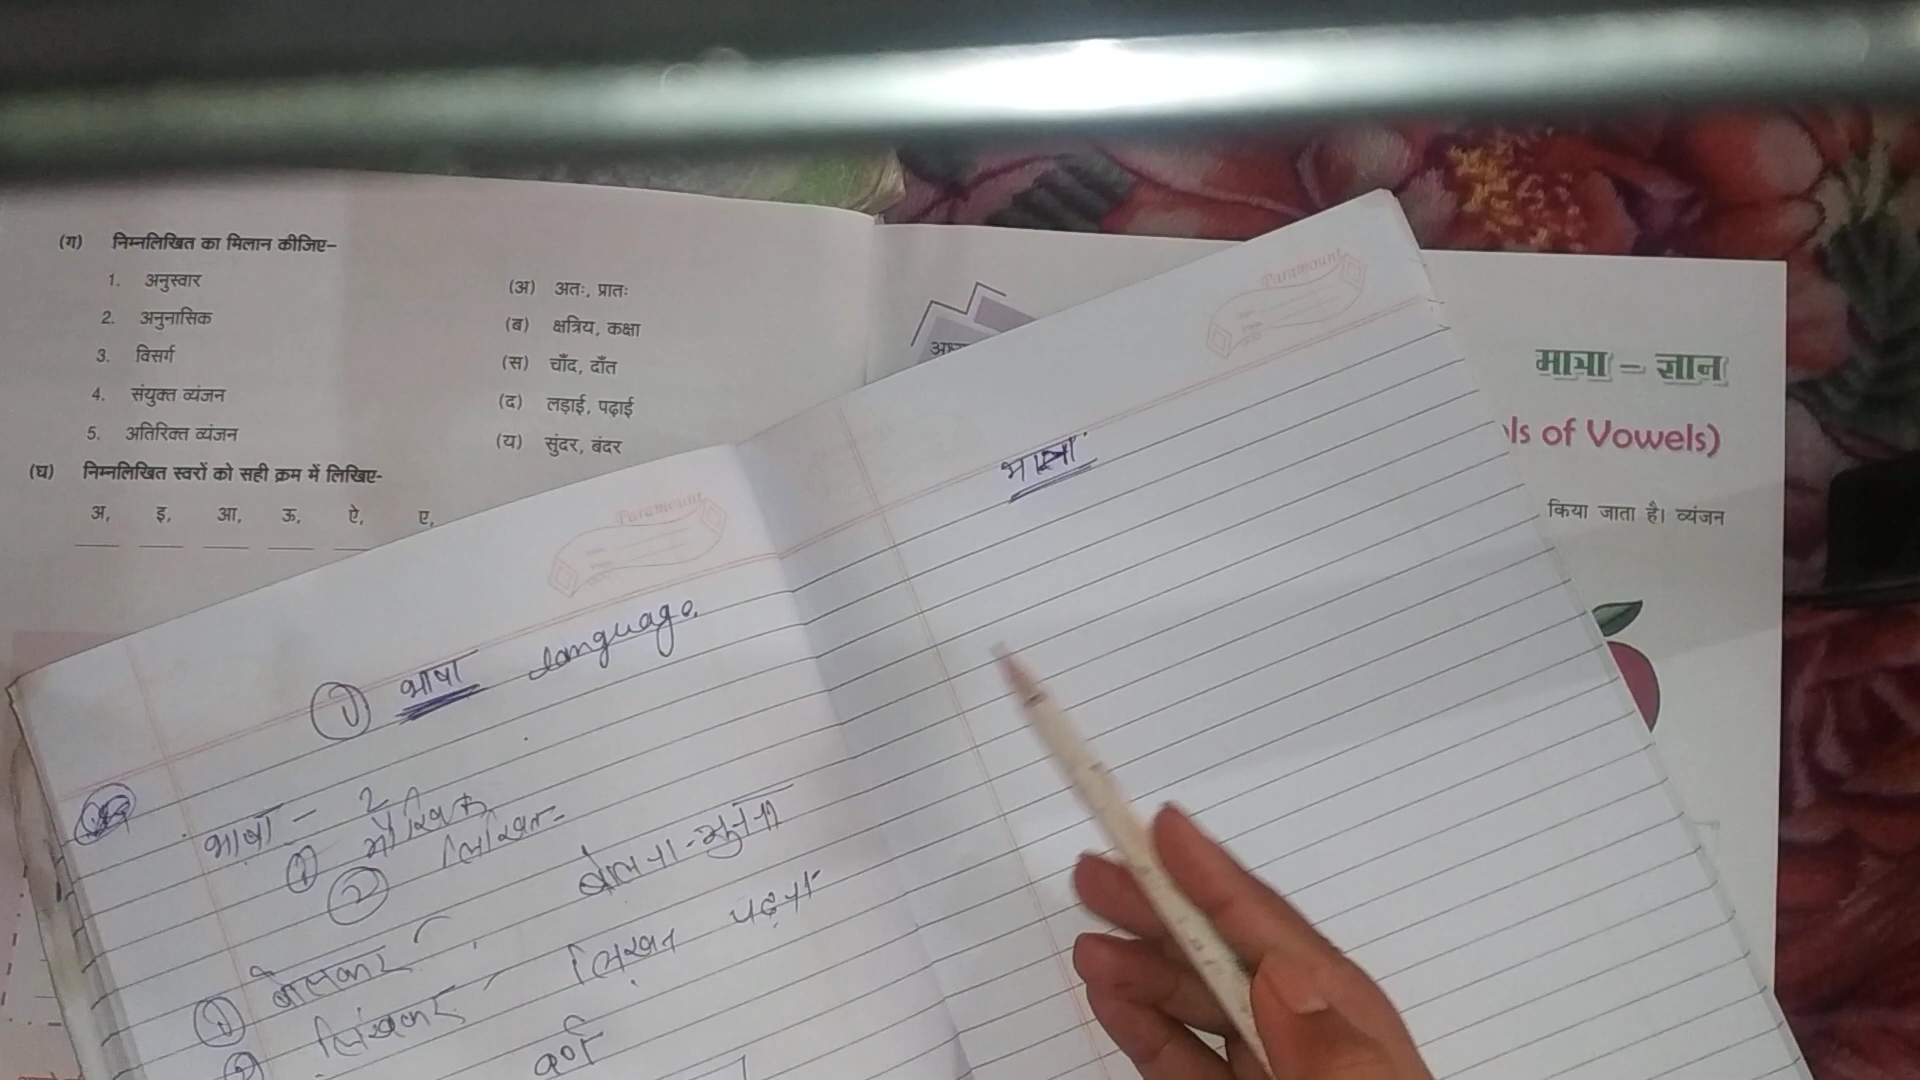 (ग) निम्नलिखित का मिलान कीजिए–
1. अनुस्वार (अ) अतः, प्रातः
2. अनुनासिक (ब) क्षत्रिय, कक्षा
3. विसर्ग (स) चाँद, दाँत
4. संयुक्त व्यंजन (द) लड़ाई, पढ़ाई
5. अतिरिक्त व्यंजन (य) सुंदर, बंदर
(घ) निम्नलिखित स्वरों को सही क्रम में लिखिए-
अ, इ, आ, ऊ, ऐ, ए,
मात्रा – ज्ञान
ls of Vowels)
किया जाता है। व्यंजन
Paramount
Paramount
① भाषा language.
भाषा – 2
① मौखिक
② लिखित-
बोलना-सुनना
① बोलकर
लिखकर - लिखित पढ़ना
वर्ण